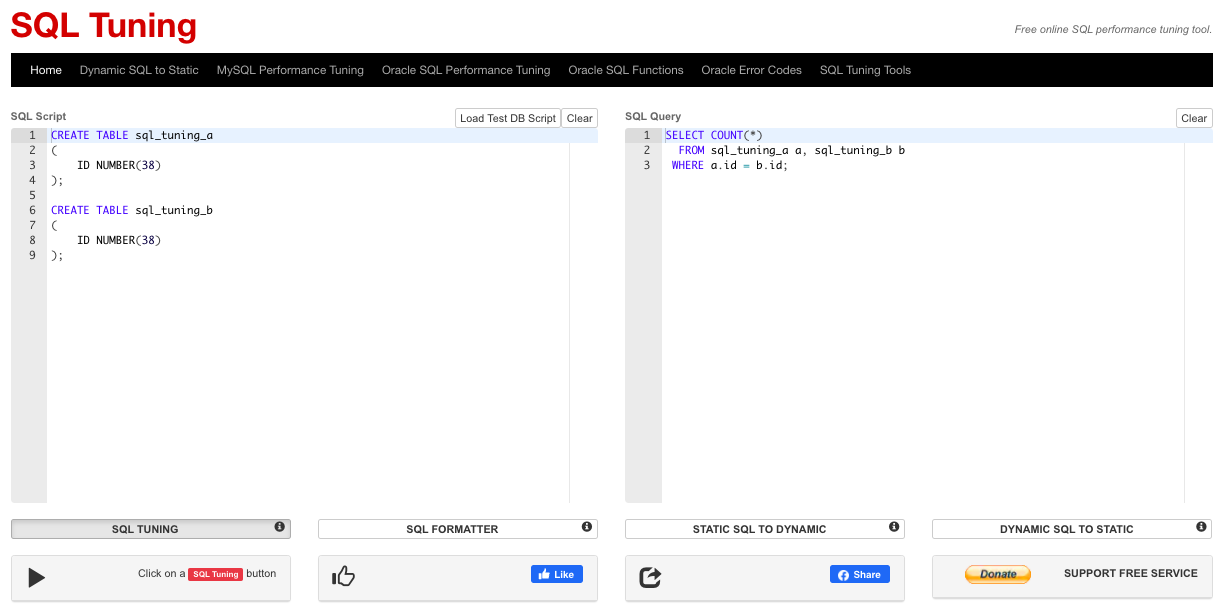 SQL Tuning
Free online SQL performance tuning tool.
Home Dynamic SQL to Static MySQL Performance Tuning Oracle SQL Performance Tuning Oracle SQL Functions Oracle Error Codes SQL Tuning Tools
SQL Script Load Test DB Script Clear
1 CREATE TABLE sql_tuning_a
2 (
3 ID NUMBER(38)
4 );
5
6 CREATE TABLE sql_tuning_b
7 (
8 ID NUMBER(38)
9 );
SQL Query Clear
1 SELECT COUNT(*)
2 FROM sql_tuning_a a, sql_tuning_b b
3 WHERE a.id = b.id;
SQL TUNING SQL FORMATTER STATIC SQL TO DYNAMIC DYNAMIC SQL TO STATIC
Click on a SQL Tuning button
Like
Share
Donate SUPPORT FREE SERVICE